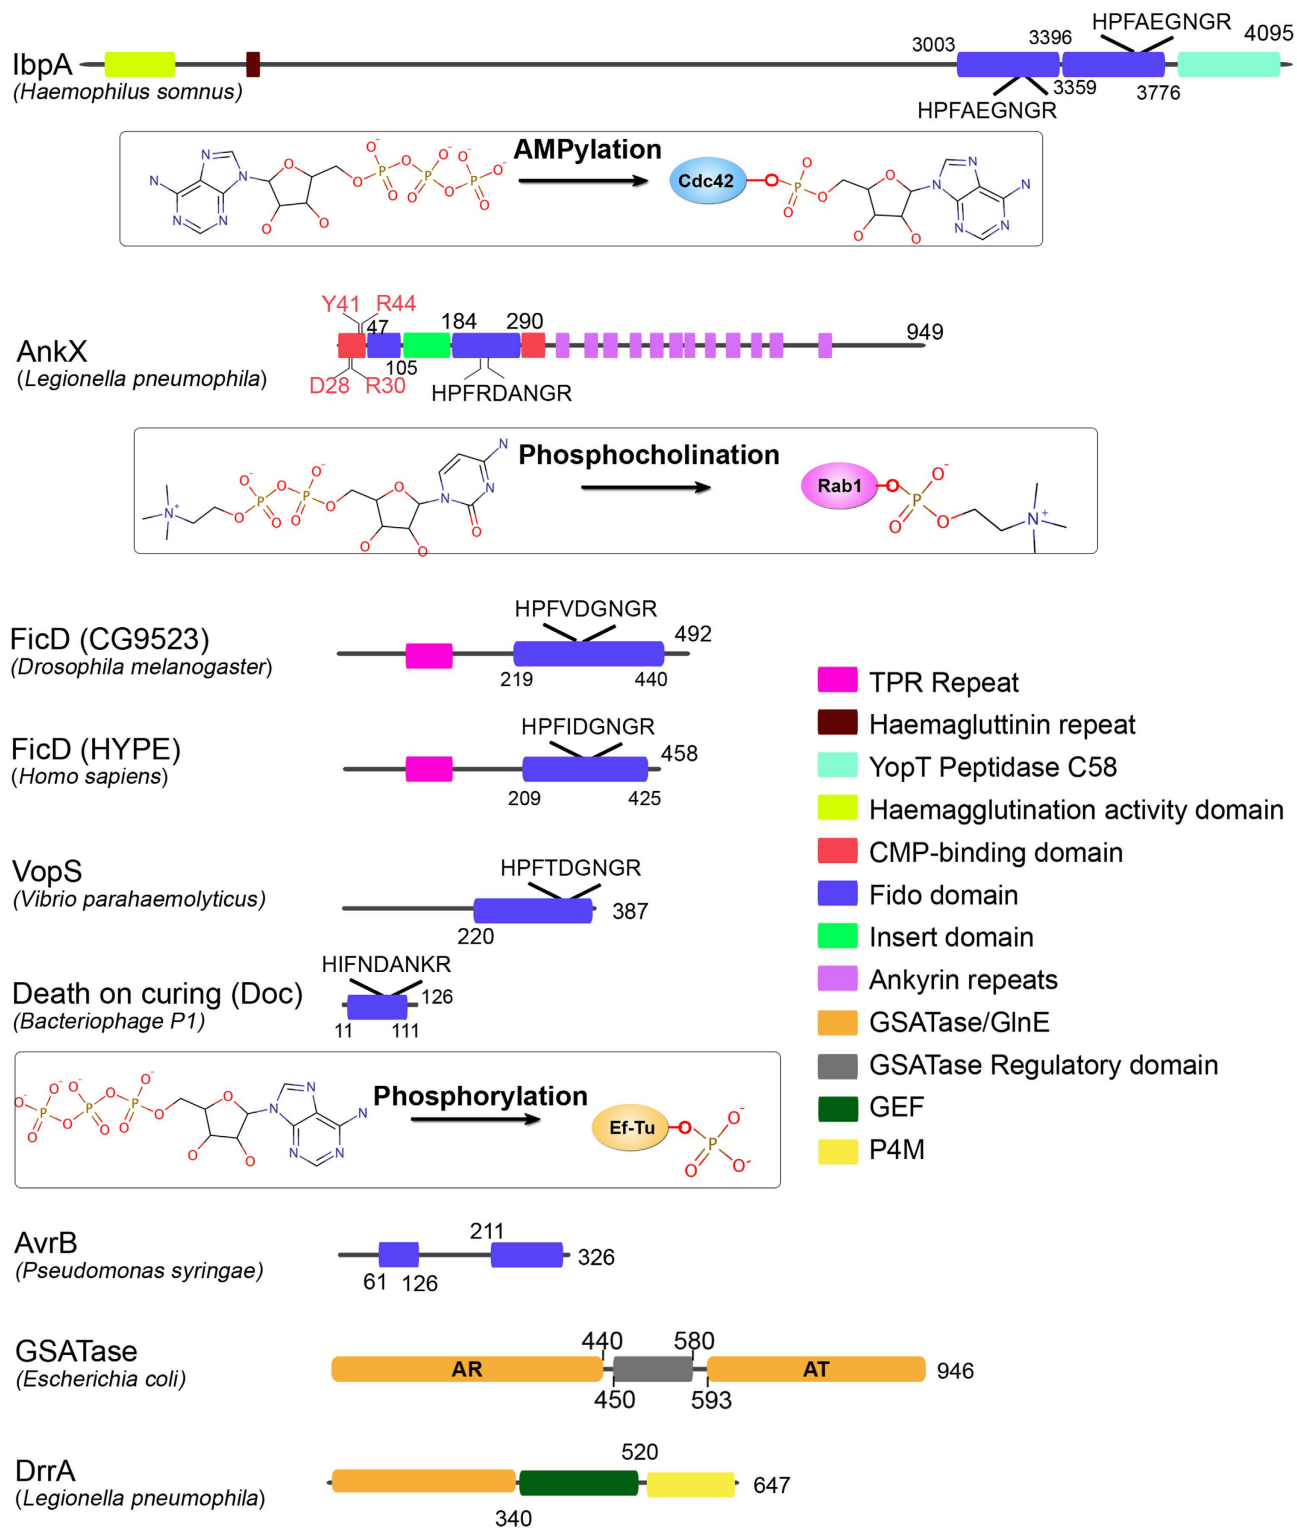 HPFAEGNGR
3003
3396
4095
IbpA
(Haemophilus somnus)
3359
3776
HPFAEGNGR
AMPylation
Cdc42
N
N
N
N
N
O
O
O
O
O-
P
O
O
O-
P
O
O
O-
P
O-
O
O
O
P
O
O
O
O
O
N
N
N
N
N
Y41
R44
47
184
290
949
AnkX
(Legionella pneumophila)
105
D28
R30
HPFRDANGR
Phosphocholination
Rab1
N+
O
O-
P
O
O
O-
P
O
O
O
O
O
N
N
N
O
O
P
O-
O
O
N+
HPFVDGNGR
FicD (CG9523)
492
(Drosophila melanogaster)
219
440
HPFIDGNGR
FicD (HYPE)
458
(Homo sapiens)
209
425
VopS
HPFTDGNGR
(Vibrio parahaemolyticus)
387
220
HIFNDANKR
Death on curing (Doc)
126
(Bacteriophage P1)
11
111
Phosphorylation
Ef-Tu
O-
P
O-
O
O
O-
P
O
O
O-
P
O
O
O
O
O
N
N
N
N
N
O
P
O-
O-
O
TPR Repeat
Haemagluttinin repeat
YopT Peptidase C58
Haemagglutination activity domain
CMP-binding domain
Fido domain
Insert domain
Ankyrin repeats
GSATase/GlnE
GSATase Regulatory domain
GEF
P4M
AvrB
211
326
(Pseudomonas syringae)
61
126
GSATase
440
580
AR
AT
946
(Escherichia coli)
450
593
520
DrrA
647
(Legionella pneumophila)
340